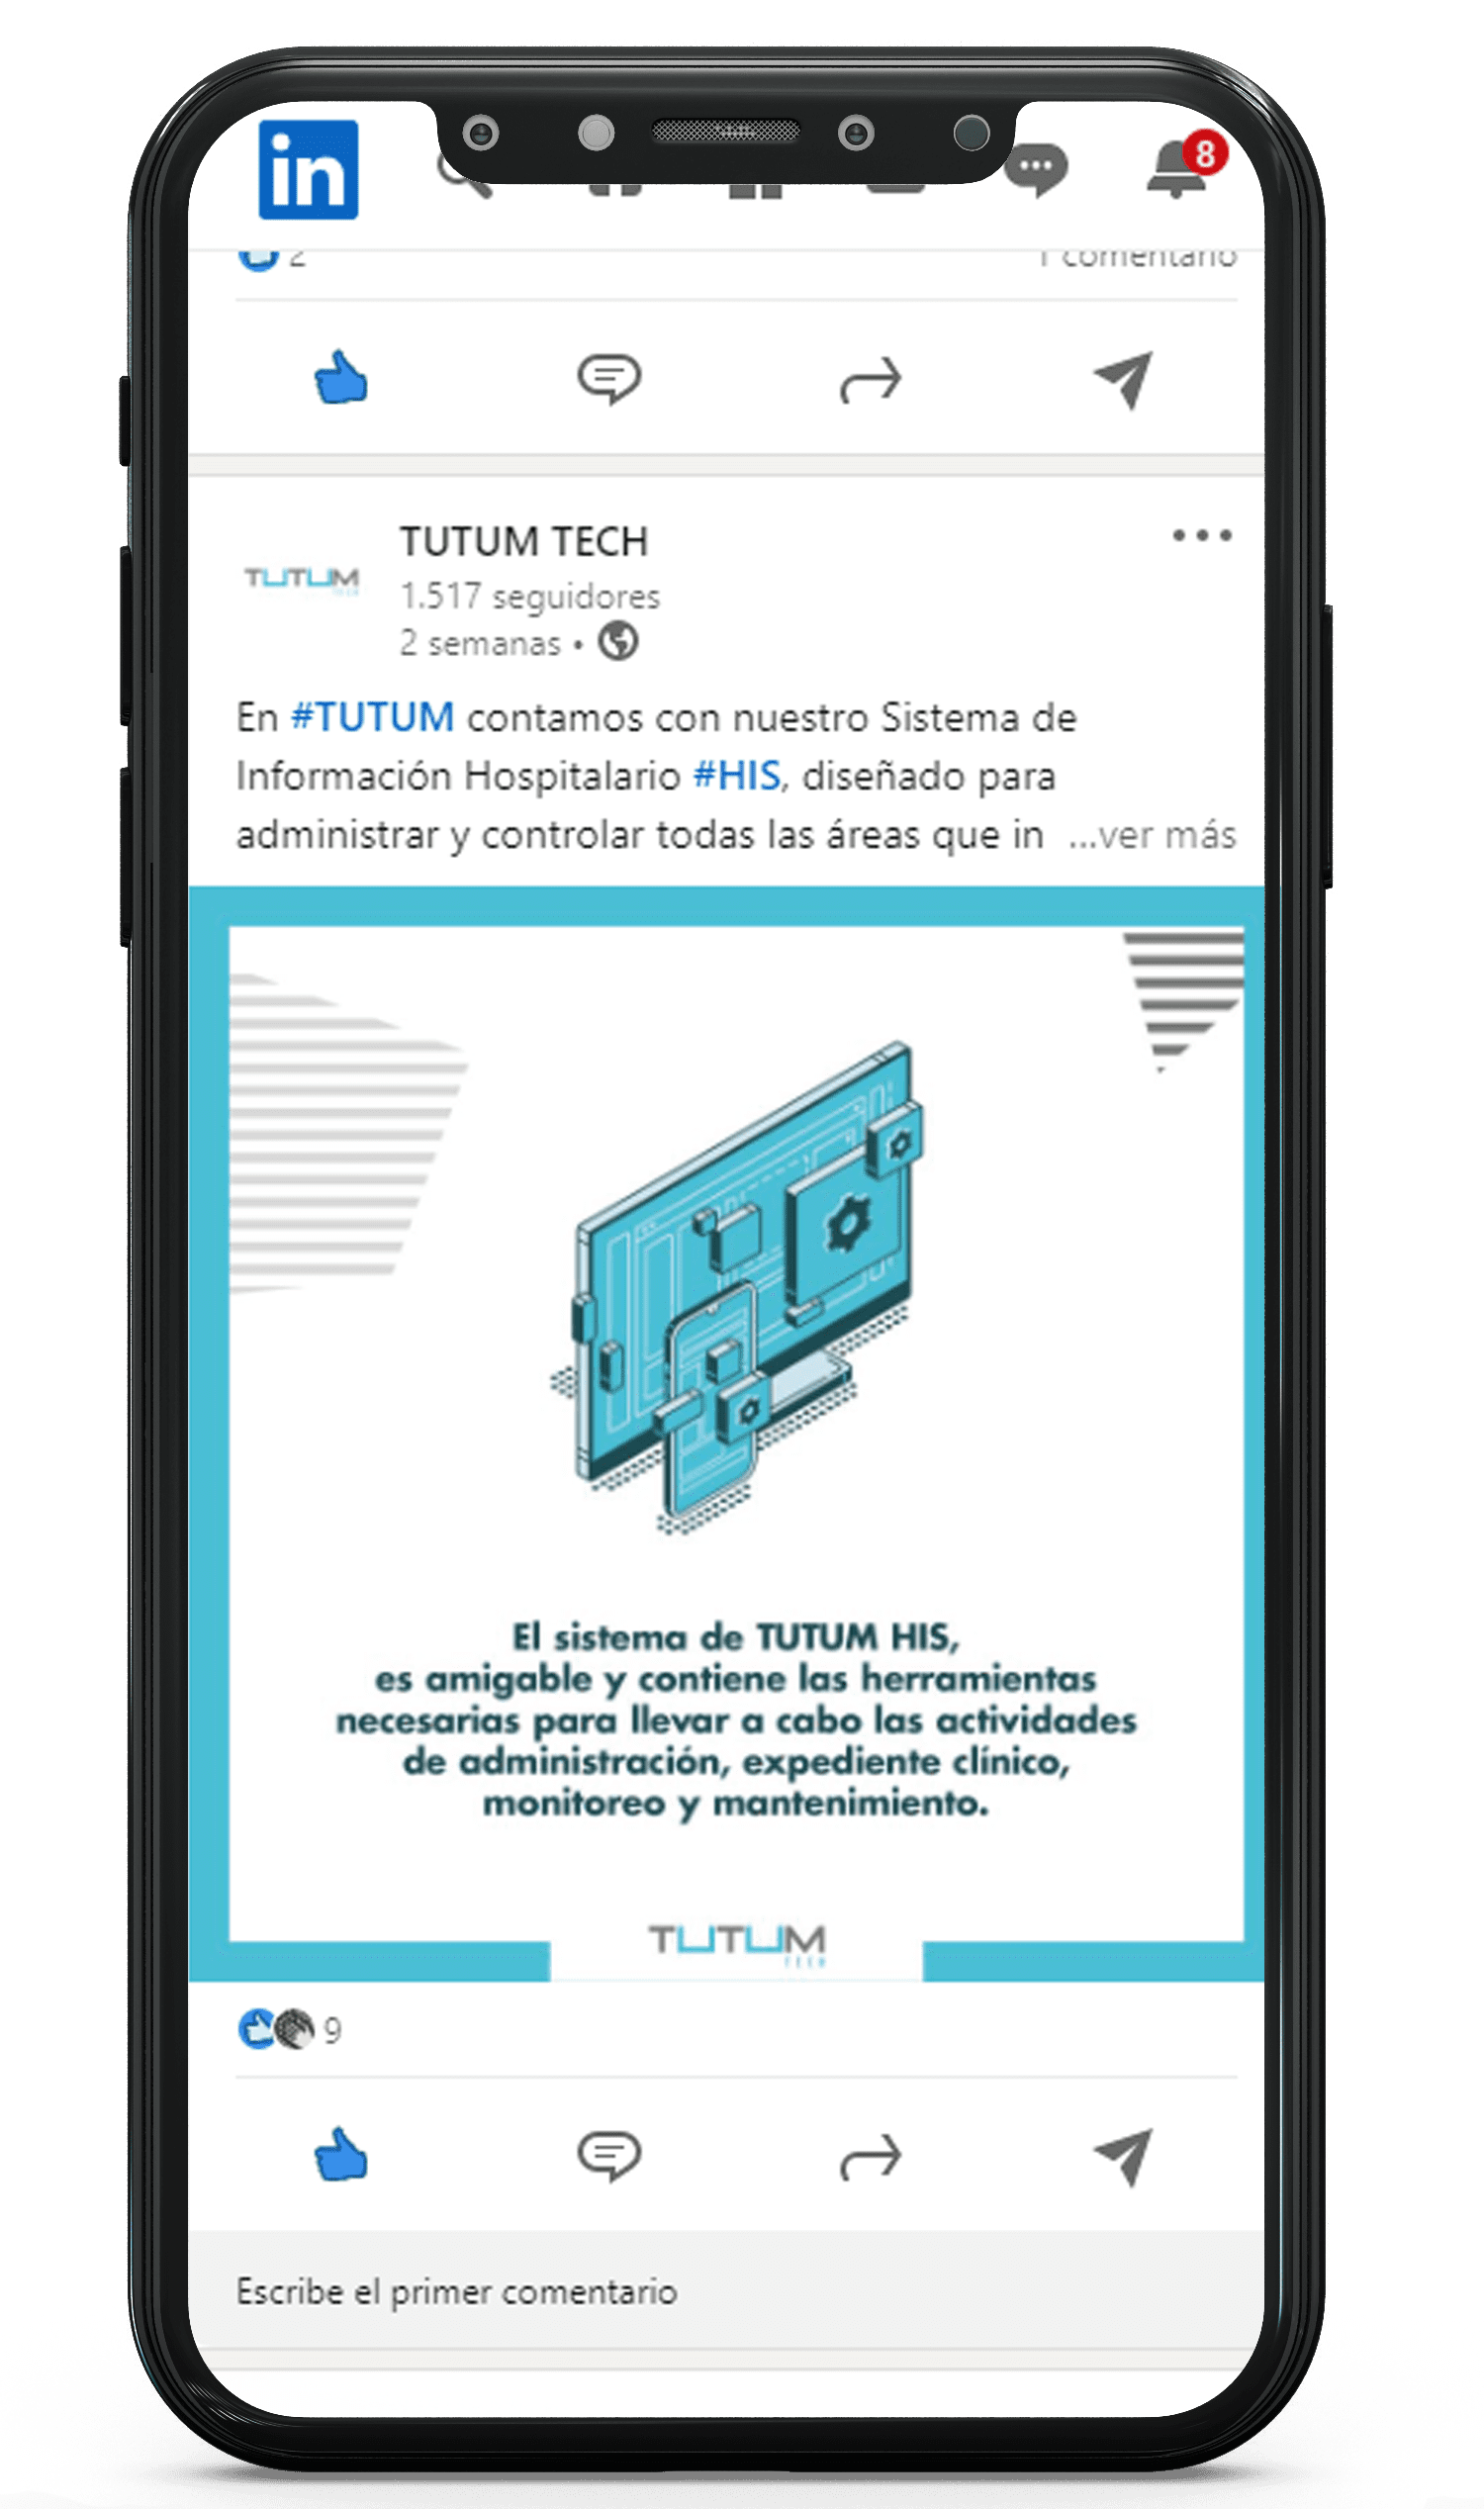 in
8
2
1 comentario
TUTUM TECH
TUTUM
TECH
1.517 seguidores
2 semanas •
En #TUTUM contamos con nuestro Sistema de
Información Hospitalario #HIS, diseñado para
administrar y controlar todas las áreas que in ...ver más
El sistema de TUTUM HIS,
es amigable y contiene las herramientas
necesarias para llevar a cabo las actividades
de administración, expediente clínico,
monitoreo y mantenimiento.
TUTUM
TECH
9
Escribe el primer comentario